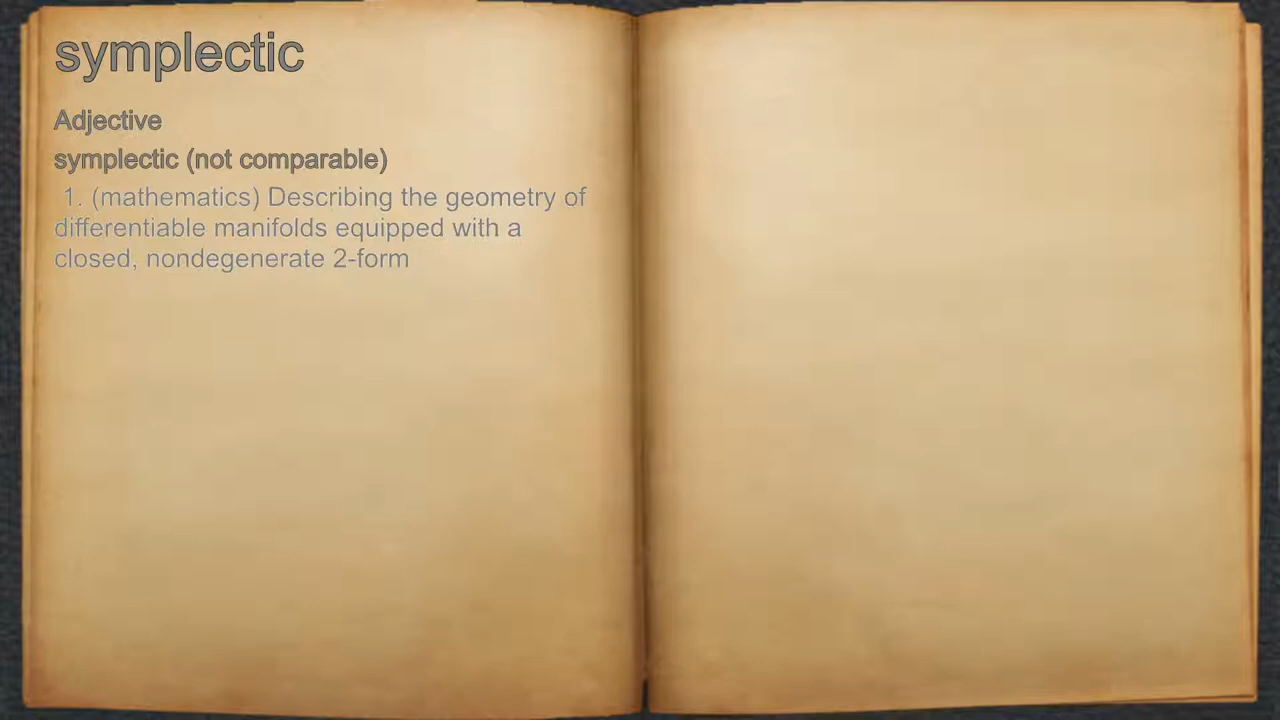 symplectic
Adjective
symplectic (not comparable)
1. (mathematics) Describing the geometry of
differentiable manifolds equipped with a
closed, nondegenerate 2-form